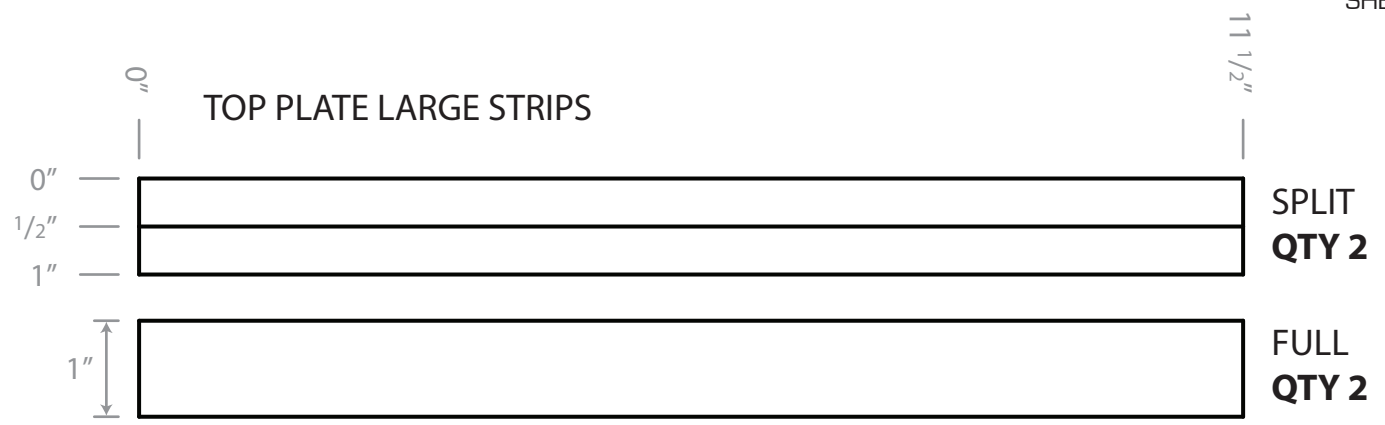 0″
11 1/2″
TOP PLATE LARGE STRIPS
0″
1/2″
1″
SPLIT
QTY 2
1″
FULL
QTY 2